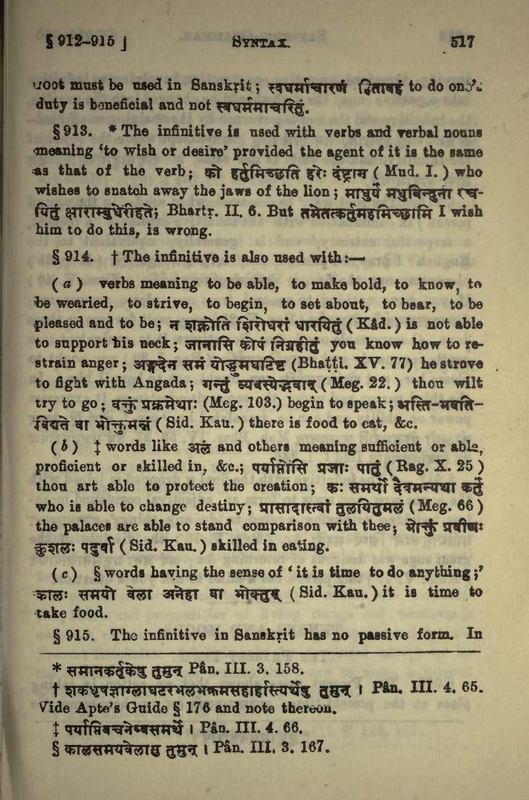 § 912–915 ]   SYNTAX.   517
root must be used in Sanskṛit; स्वधर्माचारणं हितावहं to do one's
duty is beneficial and not स्वधर्ममाचरितुं.
§ 913. * The infinitive is used with verbs and verbal nouns
meaning 'to wish or desire' provided the agent of it is the same
as that of the verb; को हर्तुमिच्छति हरेः दंष्ट्राम् ( Mud. I. ) who
wishes to snatch away the jaws of the lion; माधुर्यं मधुबिन्दुना रच-
यितुं क्षाराम्बुधेरीहते; Bhartṛ. II. 6. But तमेतत्कर्तुमहमिच्छामि I wish
him to do this, is wrong.
§ 914. † The infinitive is also used with:—
( a ) verbs meaning to be able, to make bold, to know, to
be wearied, to strive, to begin, to set about, to bear, to be
pleased and to be; न शक्नोति शिरोधरां धारयितुं ( Kâd. ) is not able
to support his neck; जानासि कोपं निग्रहीतुं you know how to re-
strain anger; अङ्गदेन समं योद्धुमघटिष्ट (Bhaṭṭi. XV. 77) he strove
to fight with Angada; गन्तुं व्यवस्येद्भवान् ( Meg. 22. ) thou wilt
try to go; वक्तुं प्रक्रमेथाः (Meg. 103.) begin to speak; अस्ति-भवति-
विद्यते वा भोक्तुमन्नं ( Sid. Kau. ) there is food to eat, &c.
( b ) ‡ words like अलं and others meaning sufficient or able,
proficient or skilled in, &c.; पर्याप्तोसि प्रजाः पातुं ( Rag. X. 25 )
thou art able to protect the creation; कः समर्थो दैवमन्यथा कर्तुं
who is able to change destiny; प्रासादास्त्वां तुलयितुमलं ( Meg. 66 )
the palaces are able to stand comparison with thee; भोक्तुं प्रवीणः
कुशलः पटुर्वा ( Sid. Kau. ) skilled in eating.
( c ) § words having the sense of 'it is time to do anything;'
कालः समयो वेला अनेहा वा भोक्तुम् ( Sid. Kau. ) it is time to
take food.
§ 915. The infinitive in Sanskṛit has no passive form. In
* समानकर्तृकेषु तुमुन् Pân. III. 3. 158.
† शकधृषज्ञाग्लाघटरभलभक्रमसहार्हास्त्यर्थेषु तुमुन् । Pân. III. 4. 65.
Vide Apte's Guide § 176 and note thereon.
‡ पर्याप्तिवचनेष्वसमर्थे । Pân. III. 4. 66.
§ कालसमयवेलासु तुमुन् । Pân. III. 3. 167.